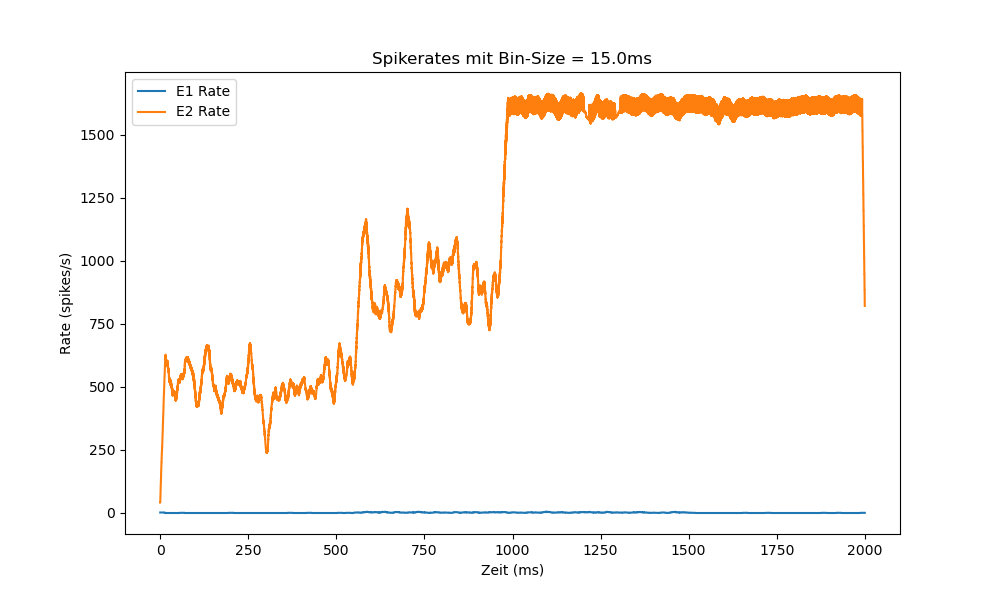 Spikerates mit Bin-Size = 15.0ms
E1 Rate
E2 Rate
Rate (spikes/s)
1500
1250
1000
750
500
250
0
0 250 500 750 1000 1250 1500 1750 2000
Zeit (ms)